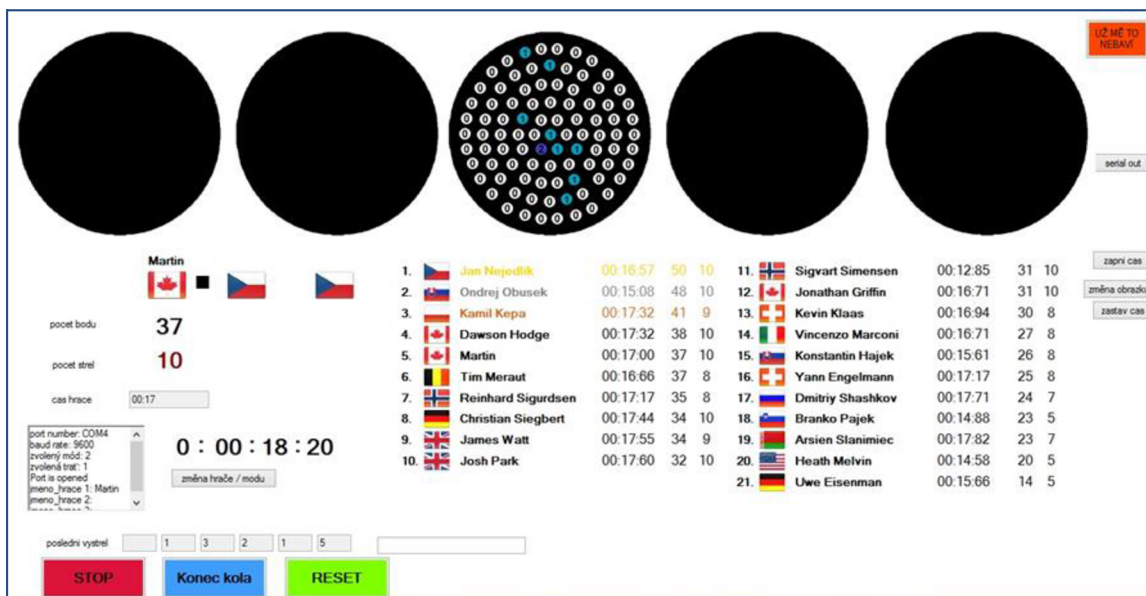 UŽ MĚ TO
NEBAVÍ
serial out
zapni cas
změna obrazku
zastav cas
Martin
pocet bodu 37
pocet strel 10
cas hrace 00:17
port number: COM4
baud rate: 9600
zvolený mód: 2
zvolená trať: 1
Port is opened
jmeno_hrace 1: Martin
jmeno_hrace 2:
0 : 00 : 18 : 20
změna hrače / modu
1. Jan Nejedlík 00:16:57 50 10
2. Ondrej Obusek 00:15:08 48 10
3. Kamil Kepa 00:17:32 41 9
4. Dawson Hodge 00:17:32 38 10
5. Martin 00:17:00 37 10
6. Tim Meraut 00:16:66 37 8
7. Reinhard Sigurdsen 00:17:17 35 8
8. Christian Siegbert 00:17:44 34 10
9. James Watt 00:17:55 34 9
10. Josh Park 00:17:60 32 10
11. Sigvart Simensen 00:12:85 31 10
12. Jonathan Griffin 00:16:71 31 10
13. Kevin Klaas 00:16:94 30 8
14. Vincenzo Marconi 00:16:71 27 8
15. Konstantin Hajek 00:15:61 26 8
16. Yann Engelmann 00:17:17 25 8
17. Dmitriy Shashkov 00:17:71 24 7
18. Branko Pajek 00:14:88 23 5
19. Arsien Slanimiec 00:17:82 23 7
20. Heath Melvin 00:14:58 20 5
21. Uwe Eisenman 00:15:66 14 5
posledni vystrel 1 3 2 1 5
STOP Konec kola RESET